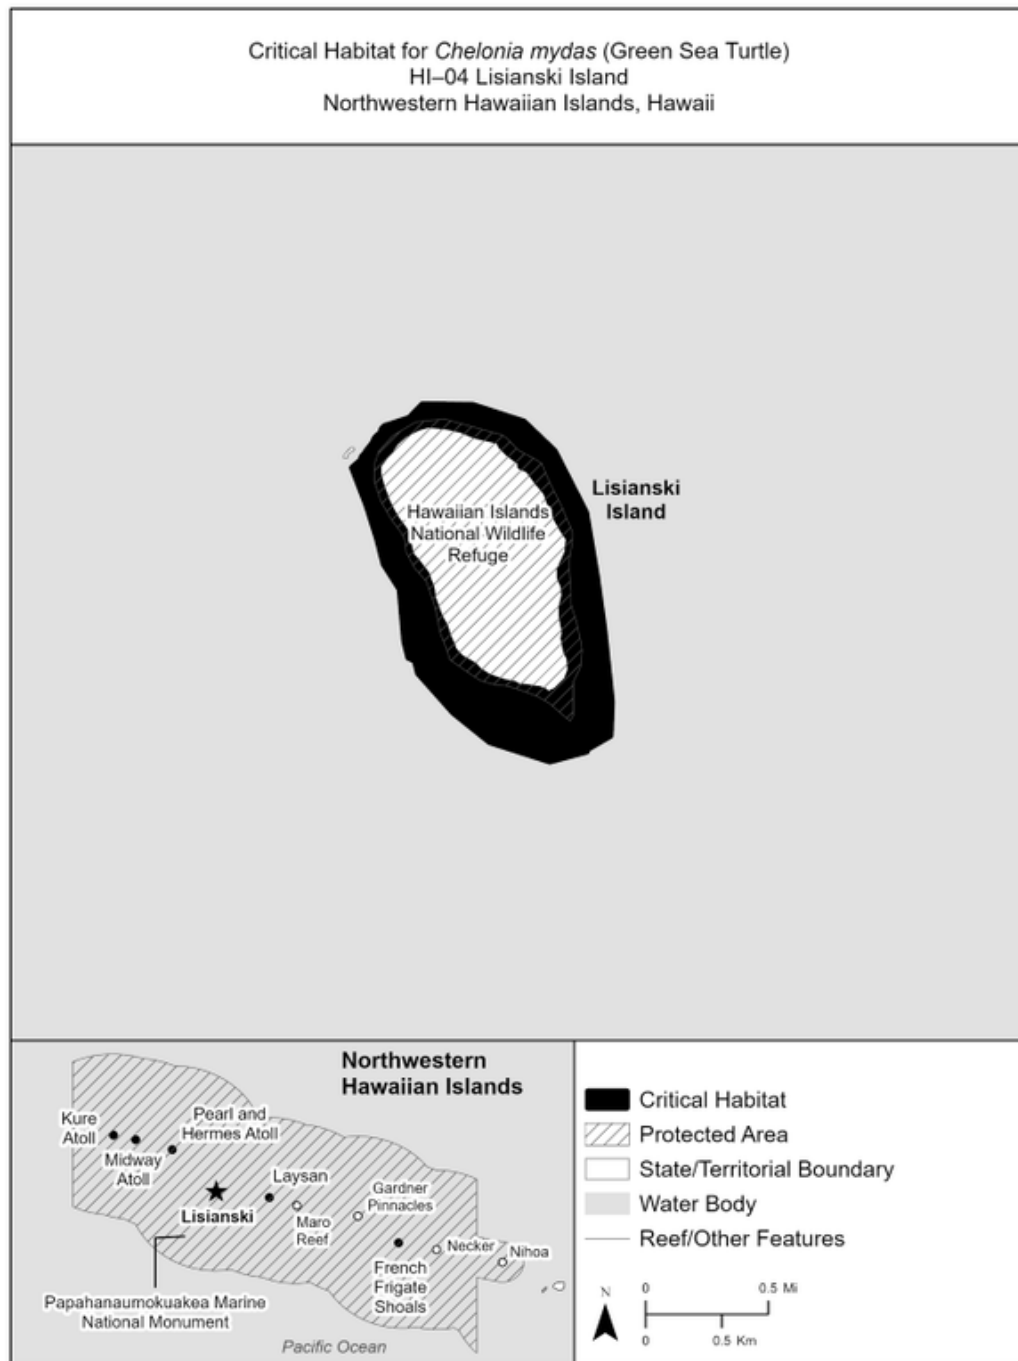 Critical Habitat for Chelonia mydas (Green Sea Turtle)
HI–04 Lisianski Island
Northwestern Hawaiian Islands, Hawaii
Lisianski
Island
Hawaiian Islands
National Wildlife
Refuge
Northwestern
Hawaiian Islands
Kure
Atoll
Midway
Atoll
Pearl and
Hermes Atoll
Lisianski
Laysan
Maro
Reef
Gardner
Pinnacles
French
Frigate
Shoals
Necker
Nihoa
Papahanaumokuakea Marine
National Monument
Pacific Ocean
Critical Habitat
Protected Area
State/Territorial Boundary
Water Body
Reef/Other Features
N
0 0.5 Mi
0 0.5 Km